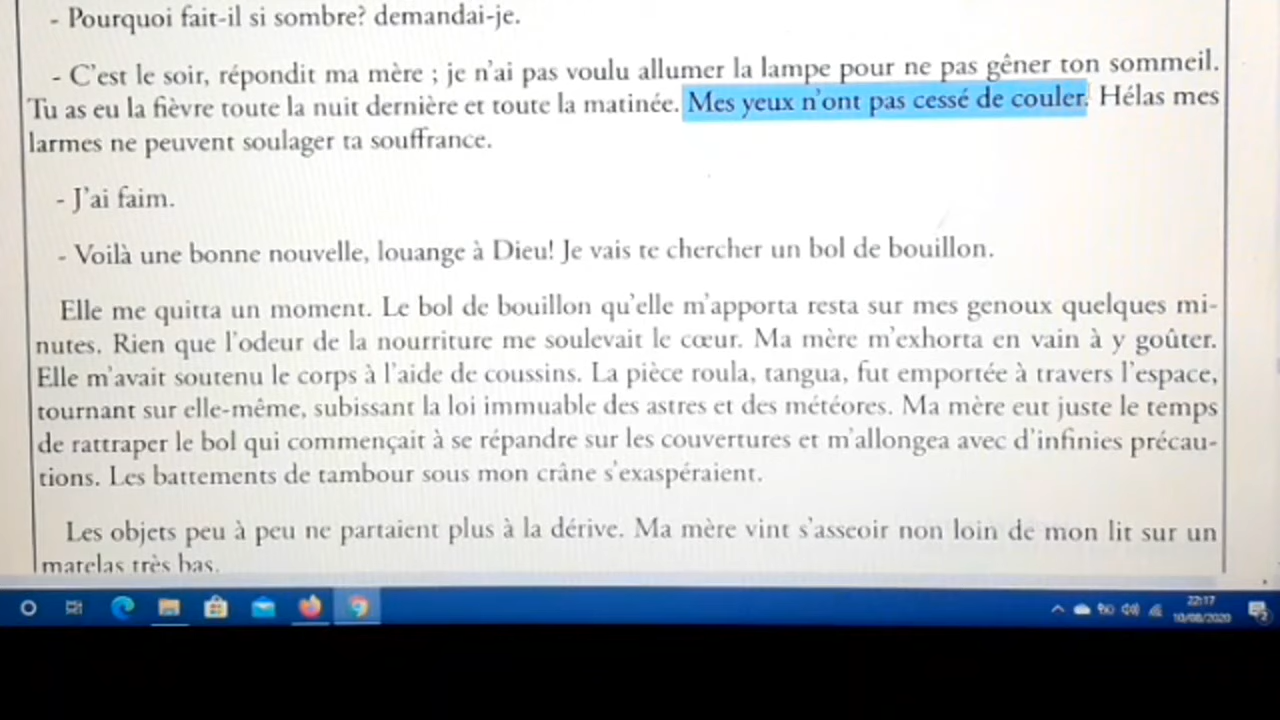 - Pourquoi fait-il si sombre? demandai-je.
- C'est le soir, répondit ma mère ; je n'ai pas voulu allumer la lampe pour ne pas gêner ton sommeil.
Tu as eu la fièvre toute la nuit dernière et toute la matinée. Mes yeux n'ont pas cessé de couler. Hélas mes
larmes ne peuvent soulager ta souffrance.
- J'ai faim.
- Voilà une bonne nouvelle, louange à Dieu! Je vais te chercher un bol de bouillon.
Elle me quitta un moment. Le bol de bouillon qu'elle m'apporta resta sur mes genoux quelques mi-
nutes. Rien que l'odeur de la nourriture me soulevait le cœur. Ma mère m'exhorta en vain à y goûter.
Elle m'avait soutenu le corps à l'aide de coussins. La pièce roula, tangua, fut emportée à travers l'espace,
tournant sur elle-même, subissant la loi immuable des astres et des météores. Ma mère eut juste le temps
de rattraper le bol qui commençait à se répandre sur les couvertures et m'allongea avec d'infinies précau-
tions. Les battements de tambour sous mon crâne s'exaspéraient.
Les objets peu à peu ne partaient plus à la dérive. Ma mère vint s'asseoir non loin de mon lit sur un
matelas très bas.
22:17
10/08/2020
2